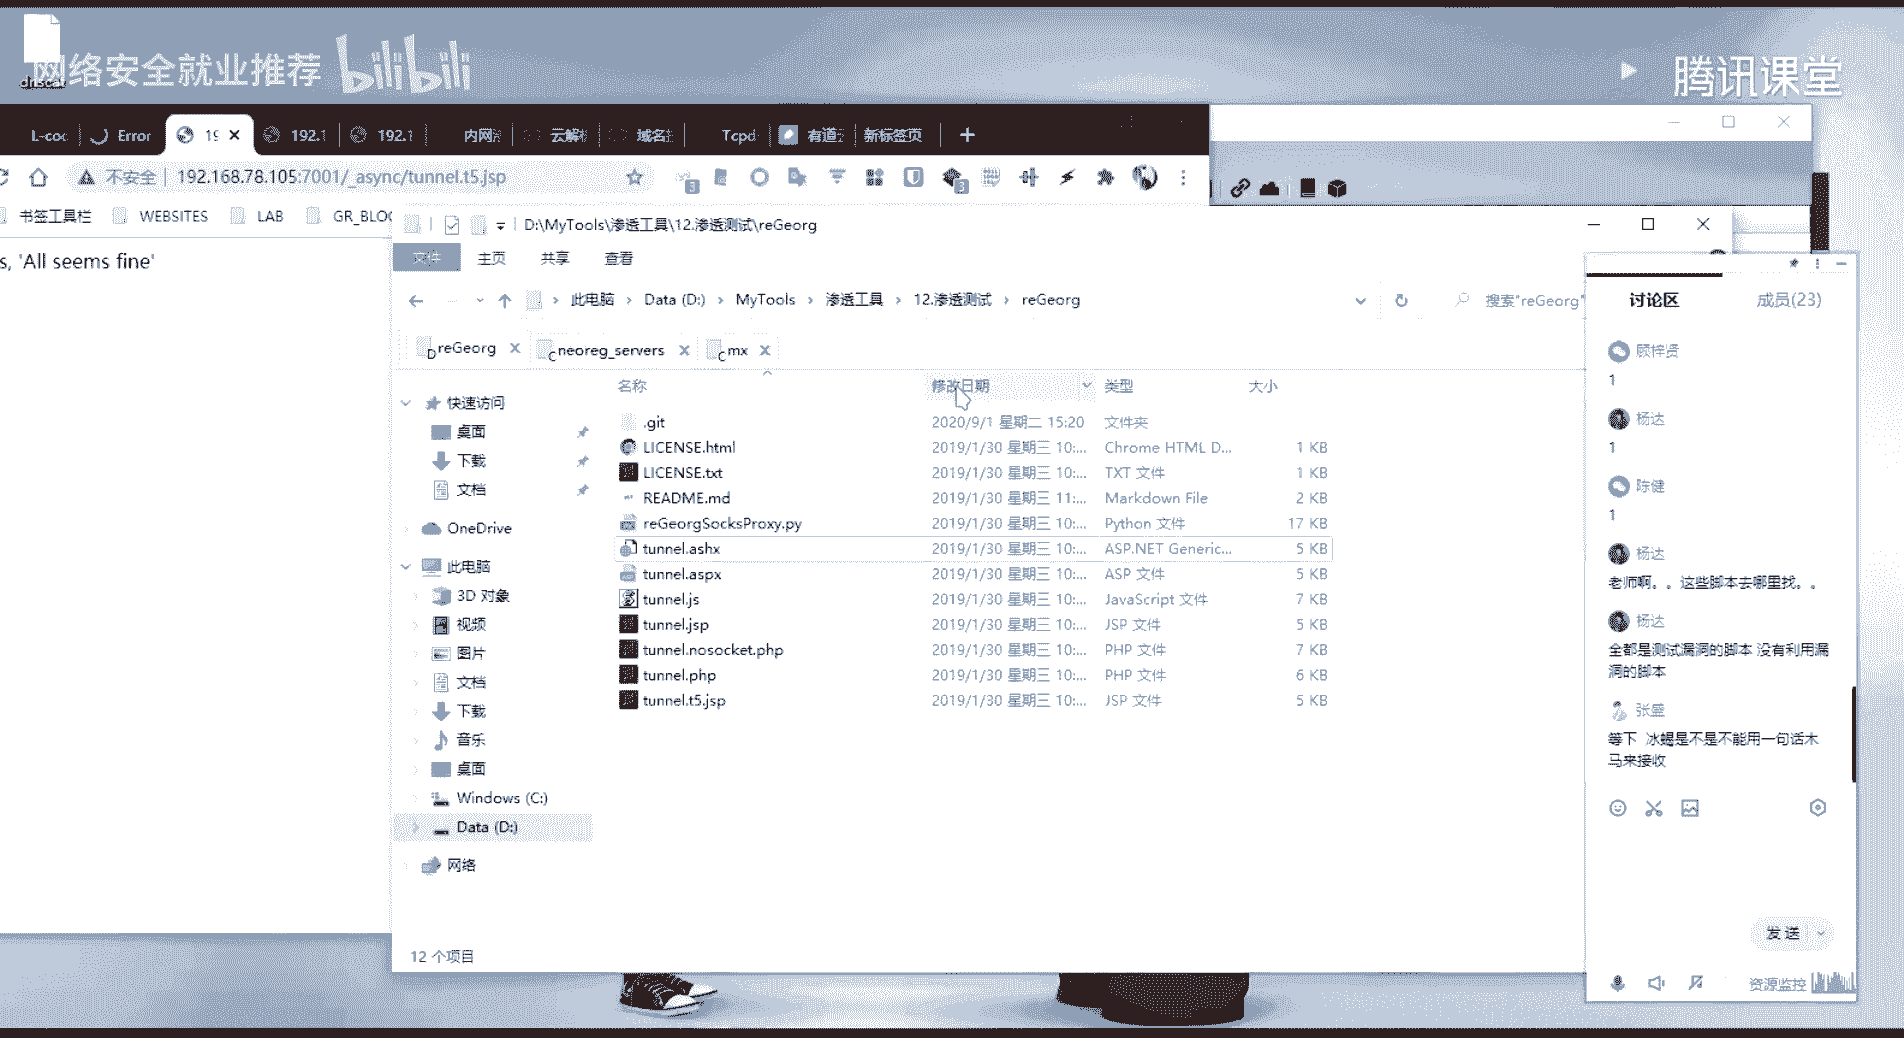 网络安全就业推荐 bilibili
腾讯课堂
L-coc Error 19 192.1 192.1 内网 云解 域名 Tcpd 有道 新标签页
不安全 192.168.78.105:7001/_async/tunnel.t5.jsp
书签工具栏 WEBSITES LAB GR_BLOC
s, 'All seems fine'
D:\MyTools\渗透工具\12.渗透测试\reGeorg
文件 主页 共享 查看
此电脑 Data (D:) MyTools 渗透工具 12.渗透测试 reGeorg 搜索"reGeorg"
reGeorg neoreg_servers mx
名称 修改日期 类型 大小
.git 2020/9/1 星期二 15:20 文件夹
LICENSE.html 2019/1/30 星期三 10:... Chrome HTML D... 1 KB
LICENSE.txt 2019/1/30 星期三 10:... TXT 文件 1 KB
README.md 2019/1/30 星期三 11:... Markdown File 2 KB
reGeorgSocksProxy.py 2019/1/30 星期三 10:... Python 文件 17 KB
tunnel.ashx 2019/1/30 星期三 10:... ASP.NET Generic... 5 KB
tunnel.aspx 2019/1/30 星期三 10:... ASP 文件 5 KB
tunnel.js 2019/1/30 星期三 10:... JavaScript 文件 7 KB
tunnel.jsp 2019/1/30 星期三 10:... JSP 文件 5 KB
tunnel.nosocket.php 2019/1/30 星期三 10:... PHP 文件 7 KB
tunnel.php 2019/1/30 星期三 10:... PHP 文件 6 KB
tunnel.t5.jsp 2019/1/30 星期三 10:... JSP 文件 5 KB
快速访问
桌面
下载
文档
OneDrive
此电脑
3D 对象
视频
图片
文档
下载
音乐
桌面
Windows (C:)
Data (D:)
网络
12 个项目
讨论区 成员(23)
顾梓贤
1
杨达
1
陈健
1
杨达
老师啊。。这些脚本去哪里找。。
杨达
全都是测试漏洞的脚本 没有利用漏
洞的脚本
张盛
等下 冰蝎是不是不能用一句话木
马来接收
发送
资源监控